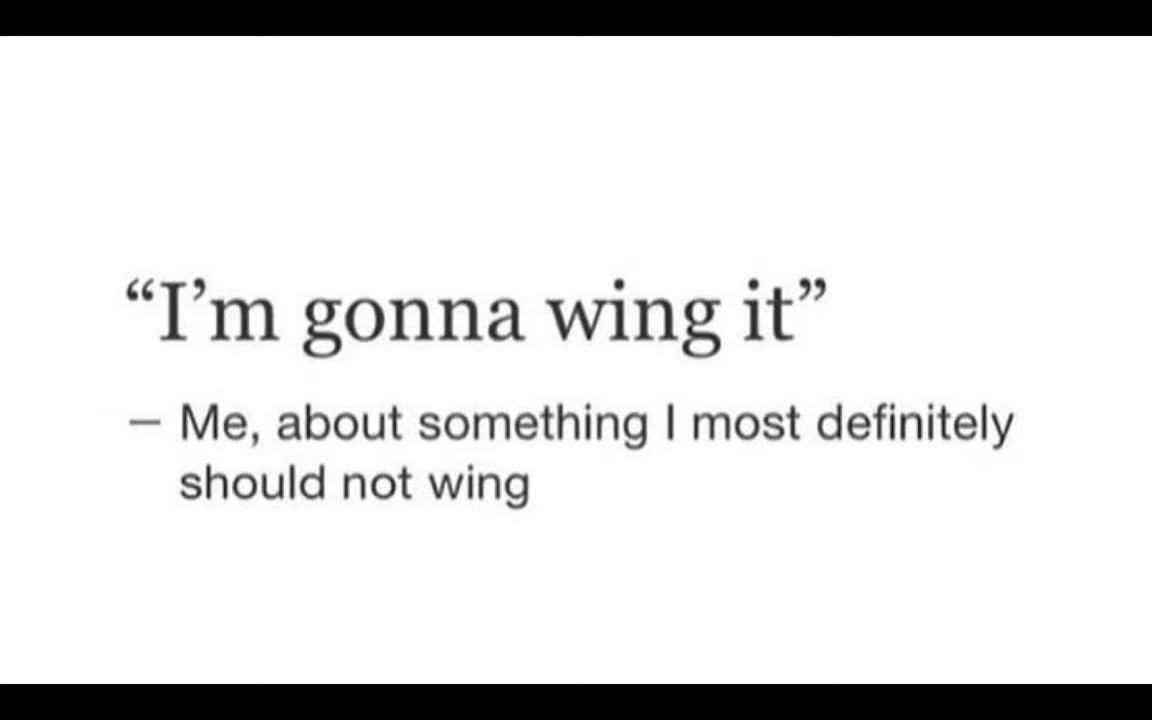 “I’m gonna wing it”
– Me, about something I most definitely
should not wing